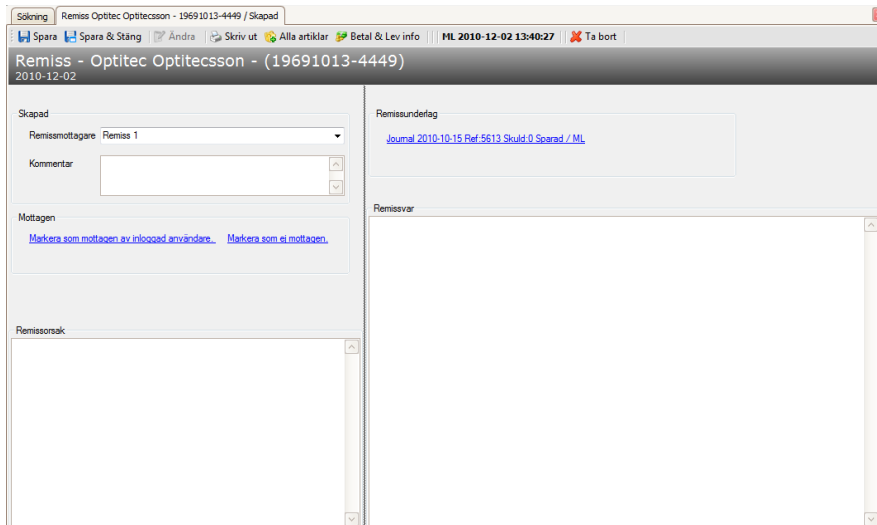 Sökning Remiss Optitec Optitecsson - 19691013-4449 / Skapad
Spara Spara & Stäng Ändra Skriv ut Alla artiklar Betal & Lev info ML 2010-12-02 13:40:27 Ta bort
Remiss - Optitec Optitecsson - (19691013-4449)
2010-12-02
Skapad
Remissmottagare Remiss 1
Kommentar
Mottagen
Markera som mottagen av inloggad användare. Markera som ej mottagen.
Remissorsak
Remissunderlag
Journal 2010-10-15 Ref:5613 Skuld:0 Sparad / ML
Remissvar